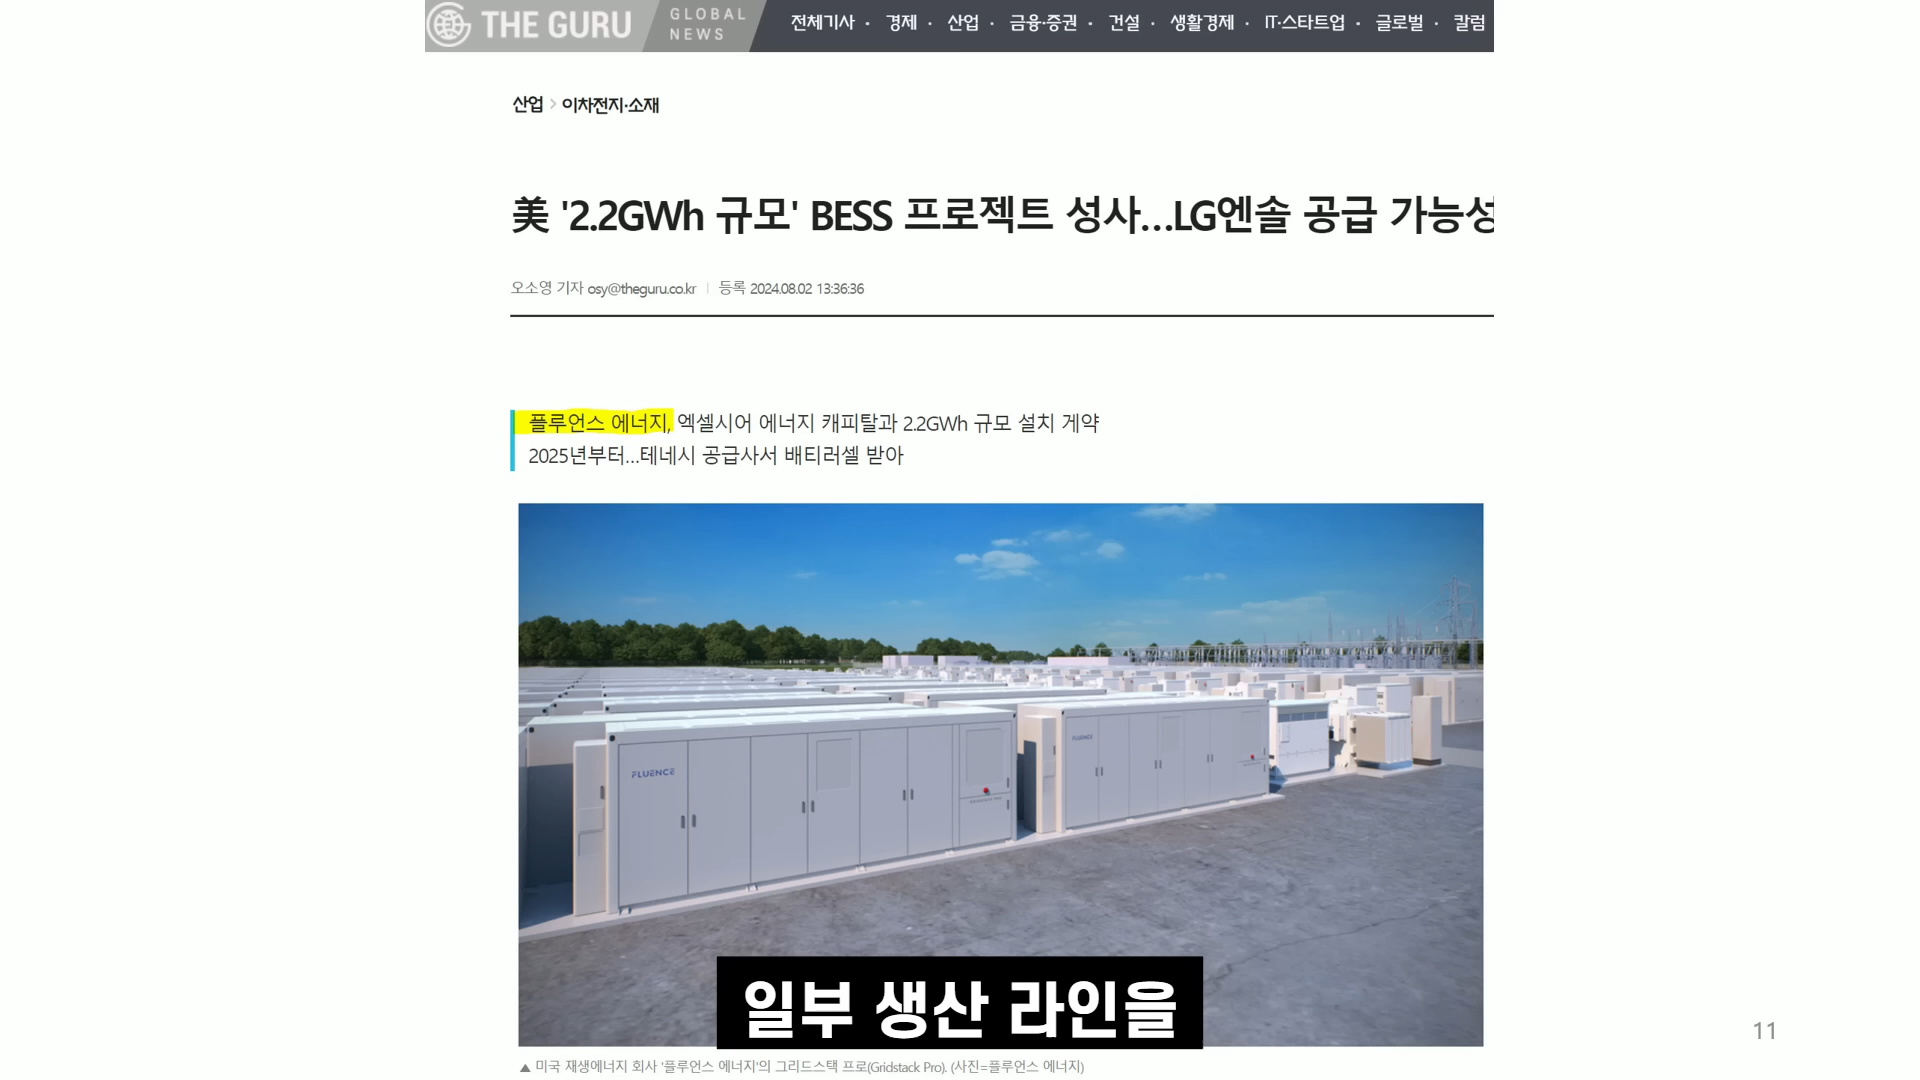 THE GURU
GLOBAL NEWS
전체기사 · 경제 · 산업 · 금융·증권 · 건설 · 생활경제 · IT·스타트업 · 글로벌 · 칼럼
산업 > 이차전지·소재
美 '2.2GWh 규모' BESS 프로젝트 성사...LG엔솔 공급 가능성
오소영 기자 osy@theguru.co.kr | 등록 2024.08.02 13:36:36
플루언스 에너지, 엑셀시어 에너지 캐피탈과 2.2GWh 규모 설치 계약
2025년부터...테네시 공급사서 배티러셀 받아
FLUENCE
FLUENCE
일부 생산 라인을
11
▲ 미국 재생에너지 회사 '플루언스 에너지'의 그리드스택 프로(Gridstack Pro). (사진=플루언스 에너지)